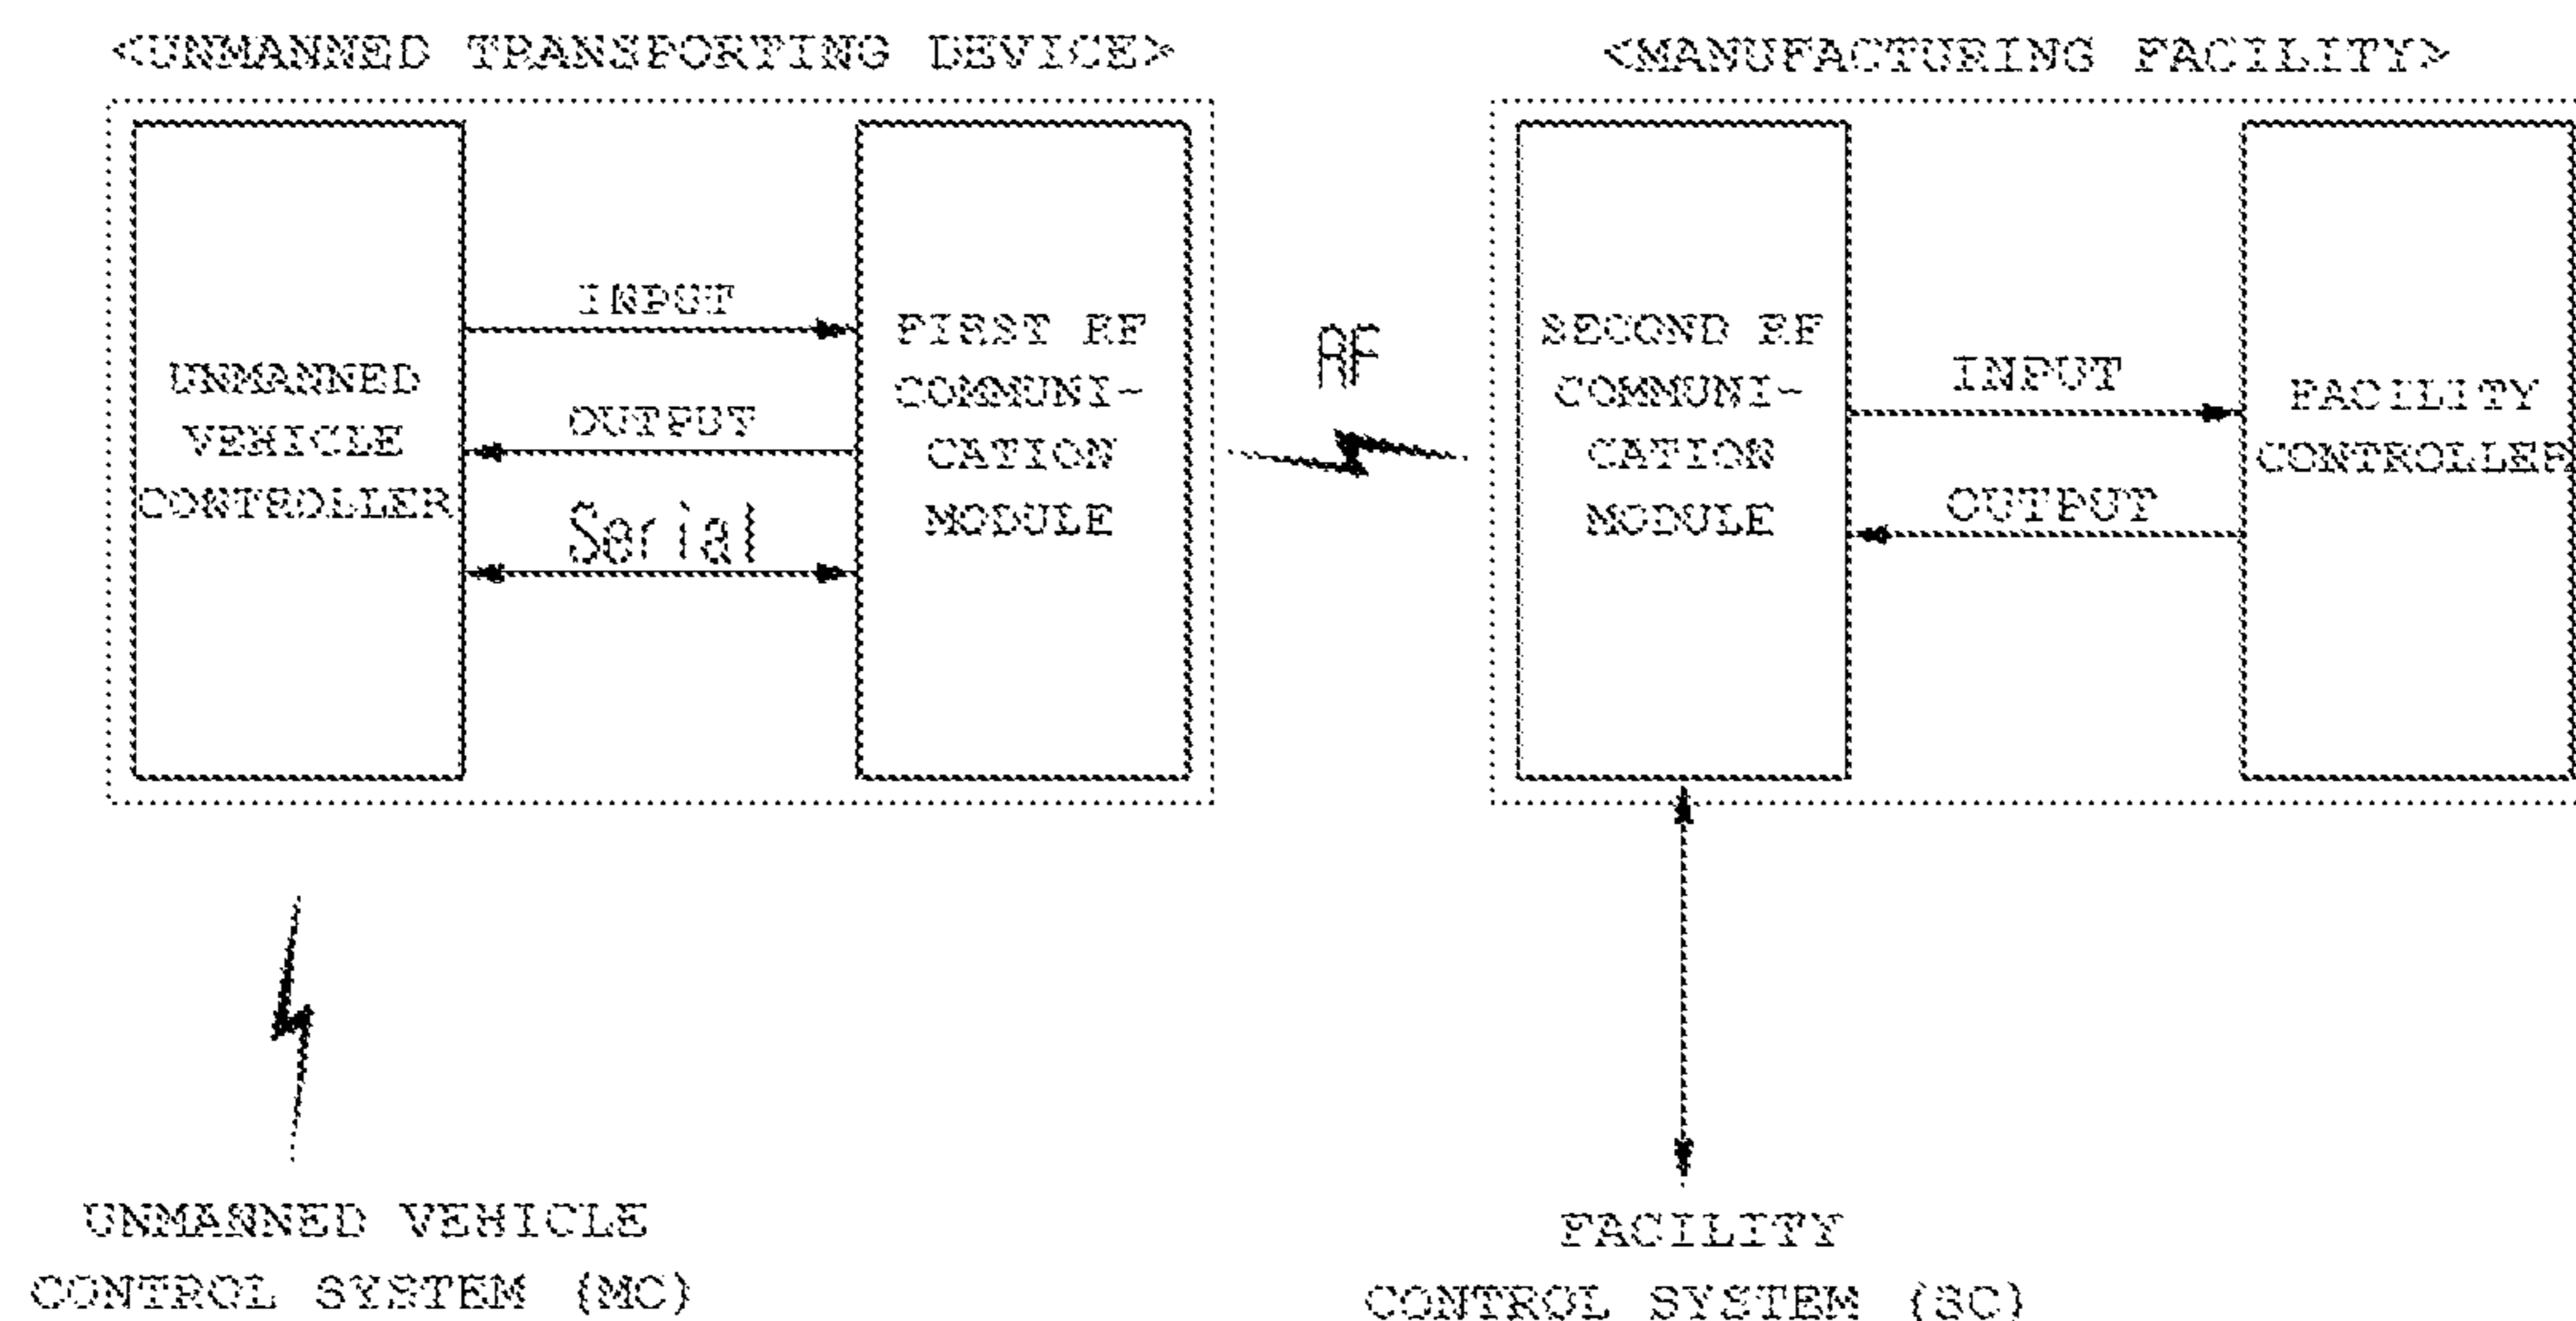 <UNMANNED TRANSPORTING DEVICE>
UNMANNED
VEHICLE
CONTROLLER
INPUT
OUTPUT
Serial
FIRST RF
COMMUNI-
CATION
MODULE
RF
<MANUFACTURING FACILITY>
SECOND RF
COMMUNI-
CATION
MODULE
INPUT
OUTPUT
FACILITY
CONTROLLER
UNMANNED VEHICLE
CONTROL SYSTEM (MC)
FACILITY
CONTROL SYSTEM (SC)